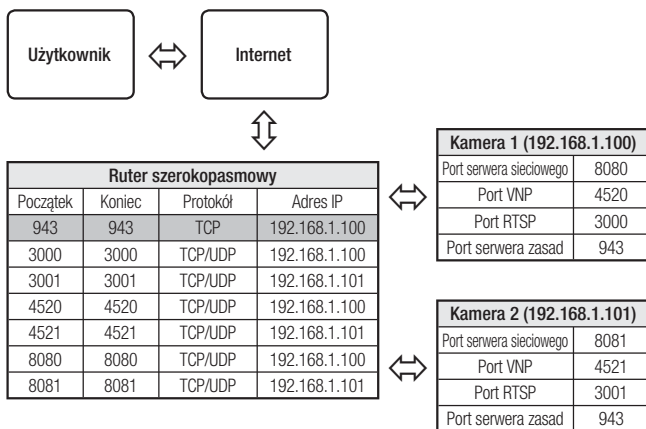 Użytkownik
Internet
Ruter szerokopasmowy
Początek Koniec Protokół Adres IP
943 943 TCP 192.168.1.100
3000 3000 TCP/UDP 192.168.1.100
3001 3001 TCP/UDP 192.168.1.101
4520 4520 TCP/UDP 192.168.1.100
4521 4521 TCP/UDP 192.168.1.101
8080 8080 TCP/UDP 192.168.1.100
8081 8081 TCP/UDP 192.168.1.101
Kamera 1 (192.168.1.100)
Port serwera sieciowego 8080
Port VNP 4520
Port RTSP 3000
Port serwera zasad 943
Kamera 2 (192.168.1.101)
Port serwera sieciowego 8081
Port VNP 4521
Port RTSP 3001
Port serwera zasad 943